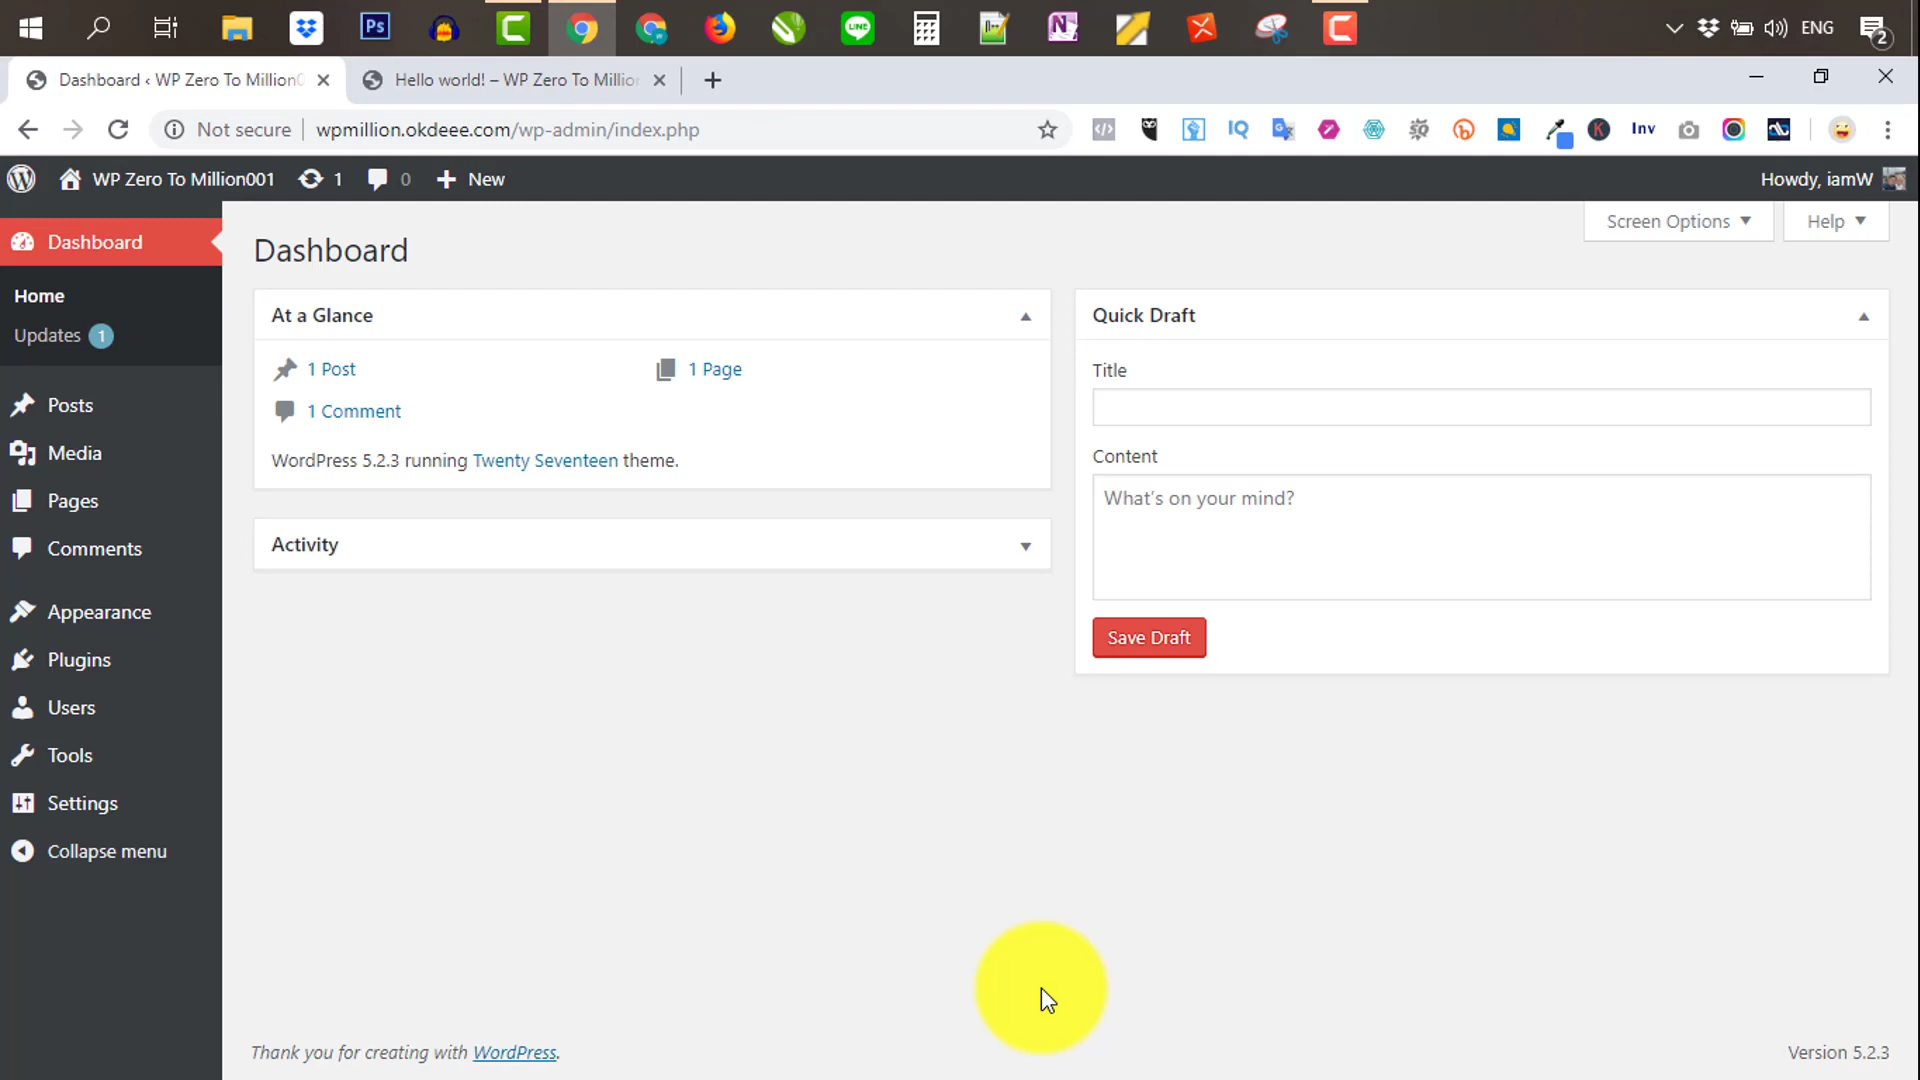 Ps
LINE
N
ENG
2
Dashboard ‹ WP Zero To Million0
Hello world! – WP Zero To Million
Not secure
wpmillion.okdeee.com/wp-admin/index.php
IQ
K
Inv
WP Zero To Million001
1
0
New
Howdy, iamW
Dashboard
Home
Updates 1
Posts
Media
Pages
Comments
Appearance
Plugins
Users
Tools
Settings
Collapse menu
Screen Options
Help
Dashboard
At a Glance
1 Post
1 Page
1 Comment
WordPress 5.2.3 running Twenty Seventeen theme.
Activity
Quick Draft
Title
Content
What's on your mind?
Save Draft
Thank you for creating with WordPress.
Version 5.2.3